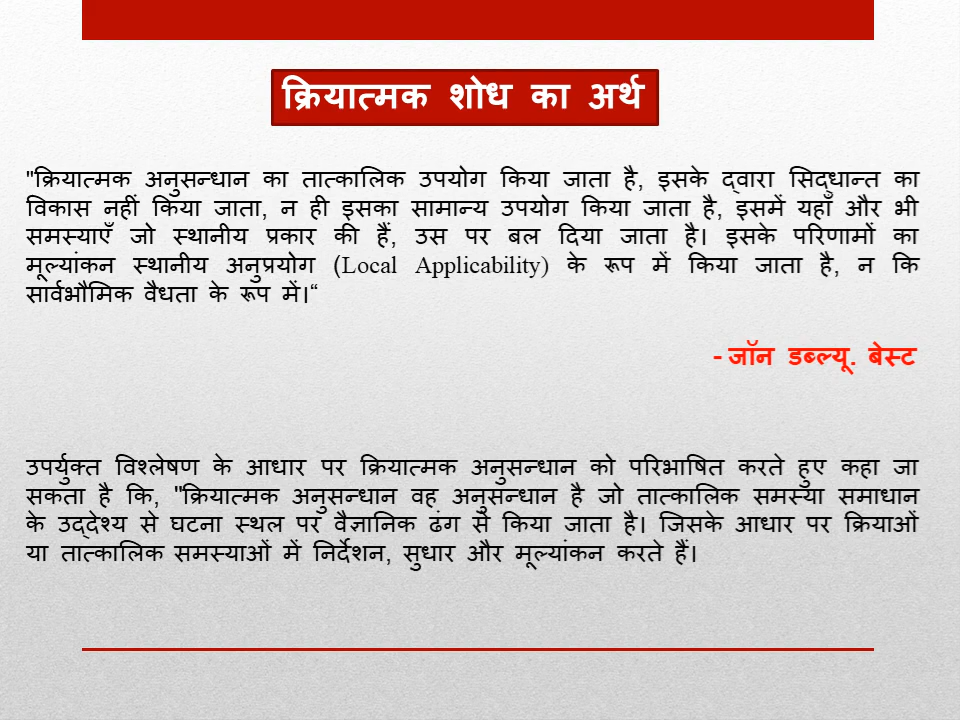 क्रियात्मक शोध का अर्थ
"क्रियात्मक अनुसन्धान का तात्कालिक उपयोग किया जाता है, इसके द्वारा सिद्धान्त का
विकास नहीं किया जाता, न ही इसका सामान्य उपयोग किया जाता है, इसमें यहाँ और भी
समस्याएँ जो स्थानीय प्रकार की हैं, उस पर बल दिया जाता है। इसके परिणामों का
मूल्यांकन स्थानीय अनुप्रयोग (Local Applicability) के रूप में किया जाता है, न कि
सार्वभौमिक वैधता के रूप में।“
- जॉन डब्ल्यू. बेस्ट
उपर्युक्त विश्लेषण के आधार पर क्रियात्मक अनुसन्धान को परिभाषित करते हुए कहा जा
सकता है कि, "क्रियात्मक अनुसन्धान वह अनुसन्धान है जो तात्कालिक समस्या समाधान
के उद्देश्य से घटना स्थल पर वैज्ञानिक ढंग से किया जाता है। जिसके आधार पर क्रियाओं
या तात्कालिक समस्याओं में निर्देशन, सुधार और मूल्यांकन करते हैं।